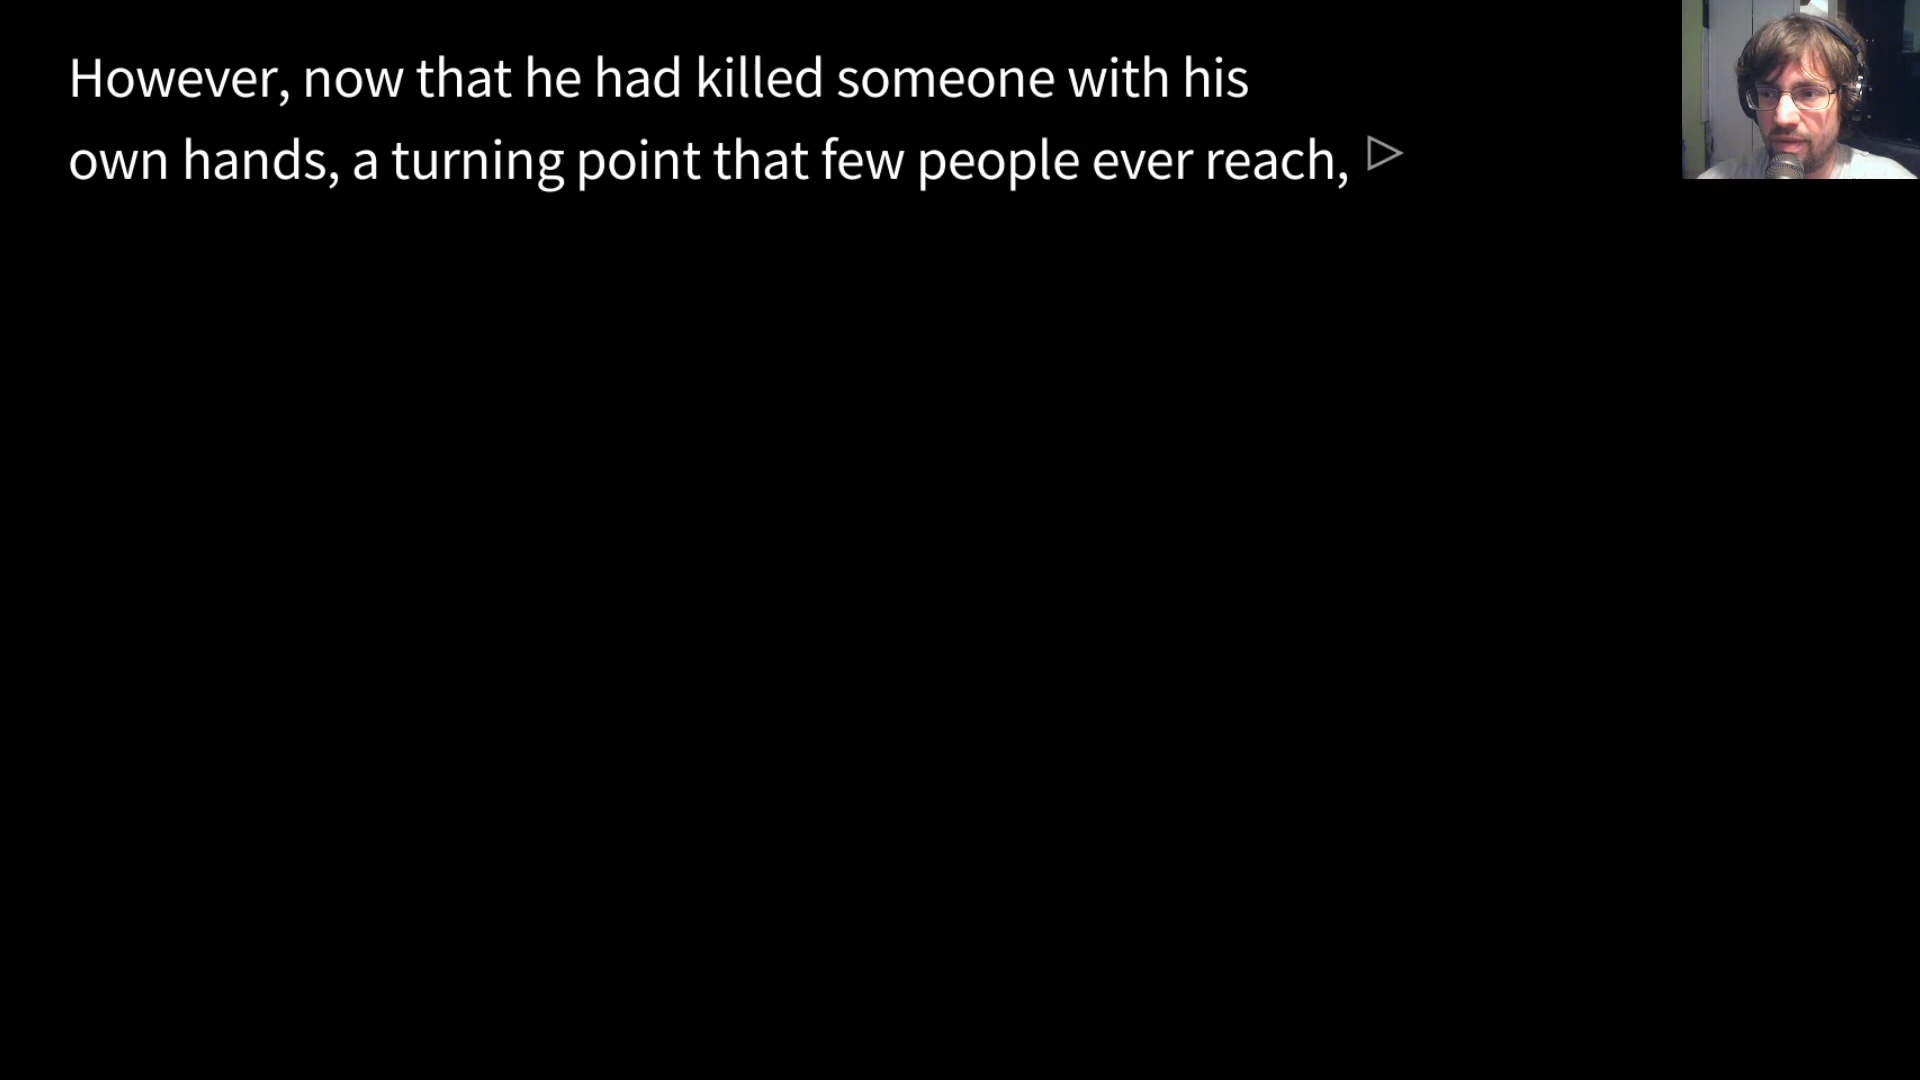 However, now that he had killed someone with his
own hands, a turning point that few people ever reach,